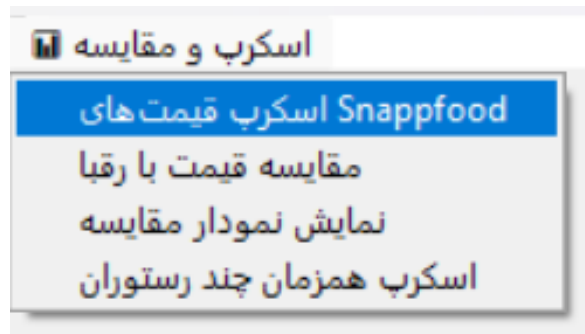 اسکرپ و مقایسه
اسکرپ قیمت‌های Snappfood
مقایسه قیمت با رقبا
نمایش نمودار مقایسه
اسکرپ همزمان چند رستوران